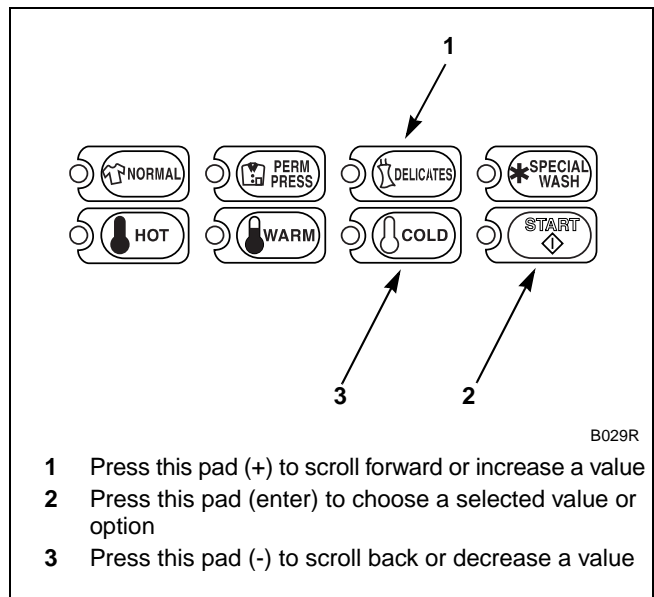 1
NORMAL
PERM
PRESS
DELICATES
SPECIAL
WASH
HOT
WARM
COLD
START
3
2
B029R
1 Press this pad (+) to scroll forward or increase a value
2 Press this pad (enter) to choose a selected value or
option
3 Press this pad (-) to scroll back or decrease a value